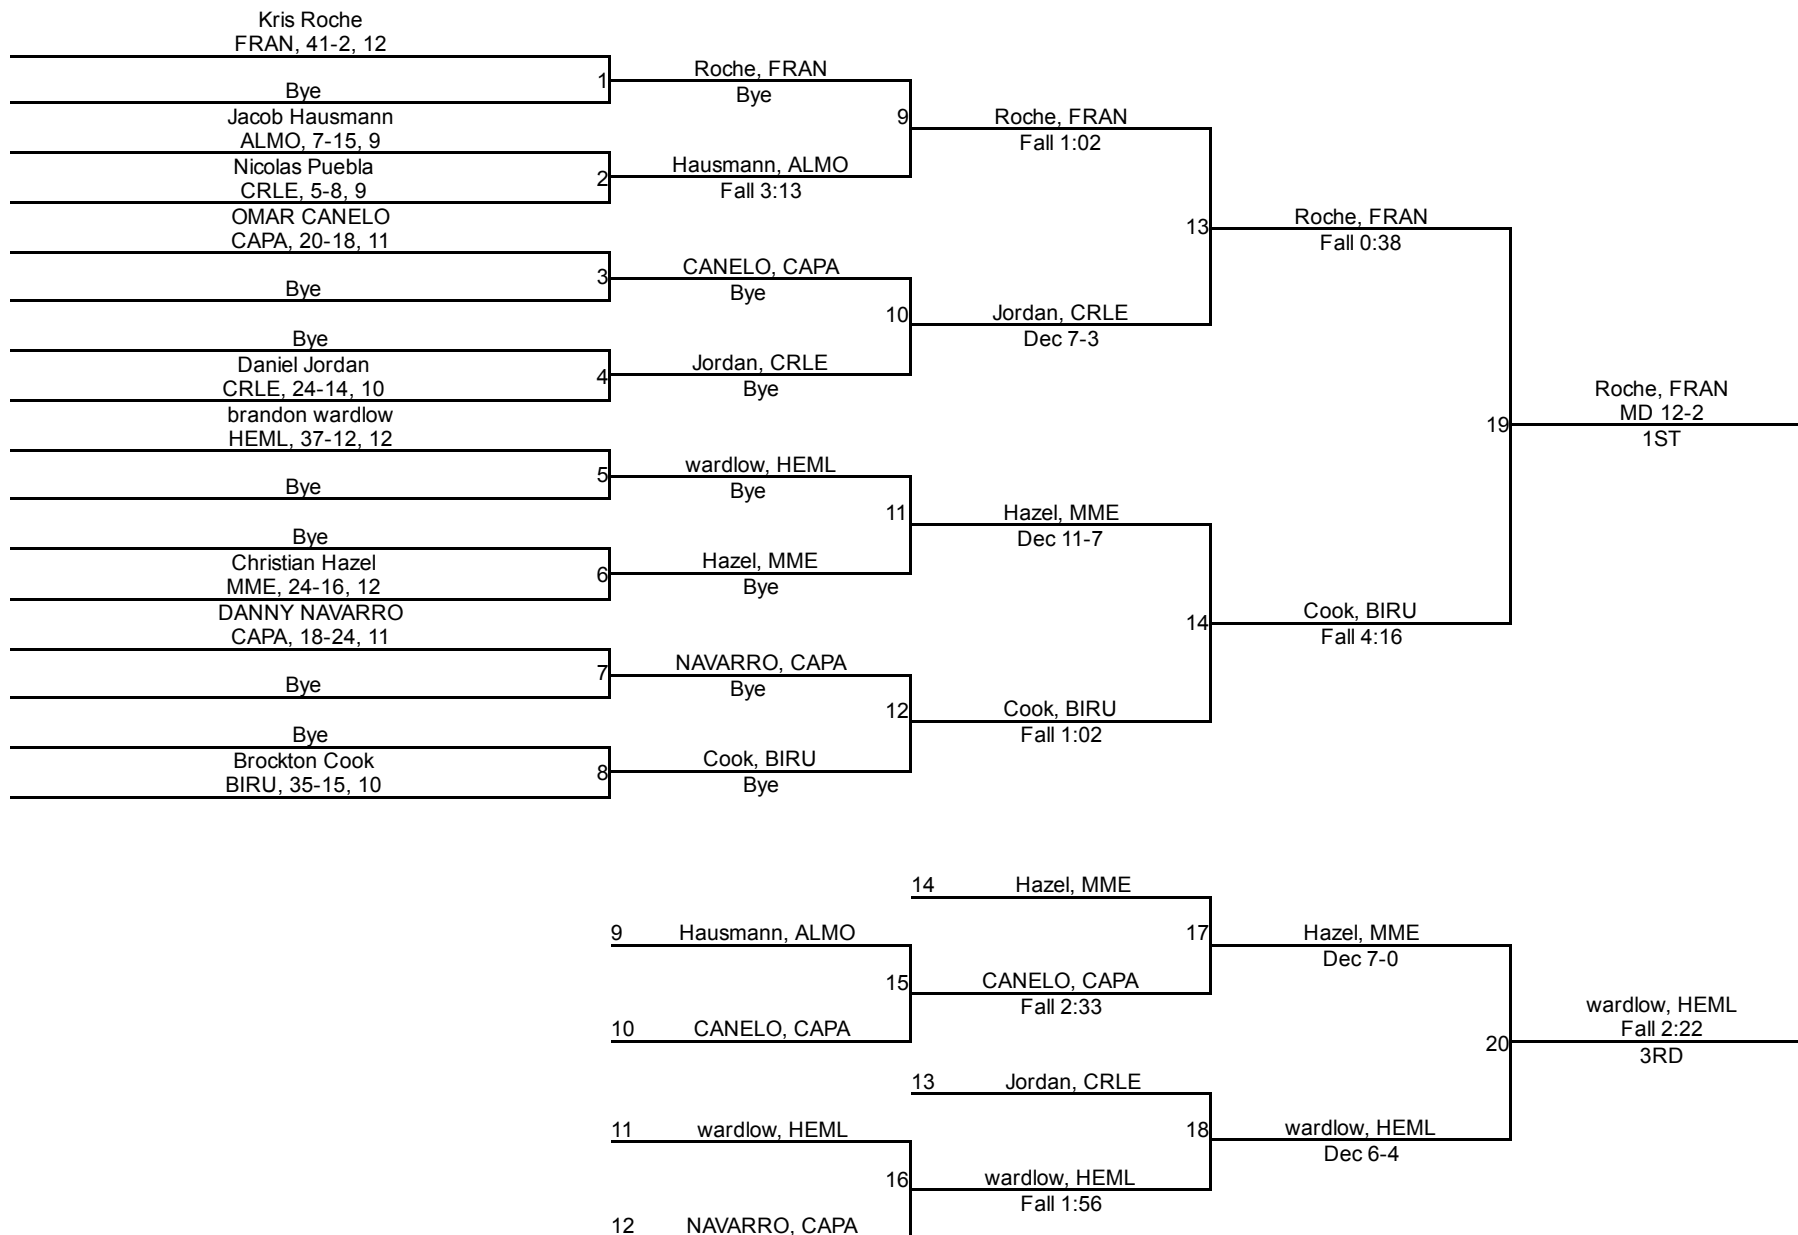 Kris Roche
FRAN, 41-2, 12
Bye
Jacob Hausmann
ALMO, 7-15, 9
Nicolas Puebla
CRLE, 5-8, 9
OMAR CANELO
CAPA, 20-18, 11
Bye
Bye
Daniel Jordan
CRLE, 24-14, 10
brandon wardlow
HEML, 37-12, 12
Bye
Bye
Christian Hazel
MME, 24-16, 12
DANNY NAVARRO
CAPA, 18-24, 11
Bye
Bye
Brockton Cook
BIRU, 35-15, 10
1
Roche, FRAN
Bye
2
Hausmann, ALMO
Fall 3:13
3
CANELO, CAPA
Bye
4
Jordan, CRLE
Bye
5
wardlow, HEML
Bye
6
Hazel, MME
Bye
7
NAVARRO, CAPA
Bye
8
Cook, BIRU
Bye
9
Roche, FRAN
Fall 1:02
10
Jordan, CRLE
Dec 7-3
11
Hazel, MME
Dec 11-7
12
Cook, BIRU
Fall 1:02
13
Roche, FRAN
Fall 0:38
14
Cook, BIRU
Fall 4:16
19
Roche, FRAN
MD 12-2
1ST
14 Hazel, MME
9 Hausmann, ALMO
10 CANELO, CAPA
15
CANELO, CAPA
Fall 2:33
17
Hazel, MME
Dec 7-0
13 Jordan, CRLE
11 wardlow, HEML
12 NAVARRO, CAPA
16
wardlow, HEML
Fall 1:56
18
wardlow, HEML
Dec 6-4
20
wardlow, HEML
Fall 2:22
3RD